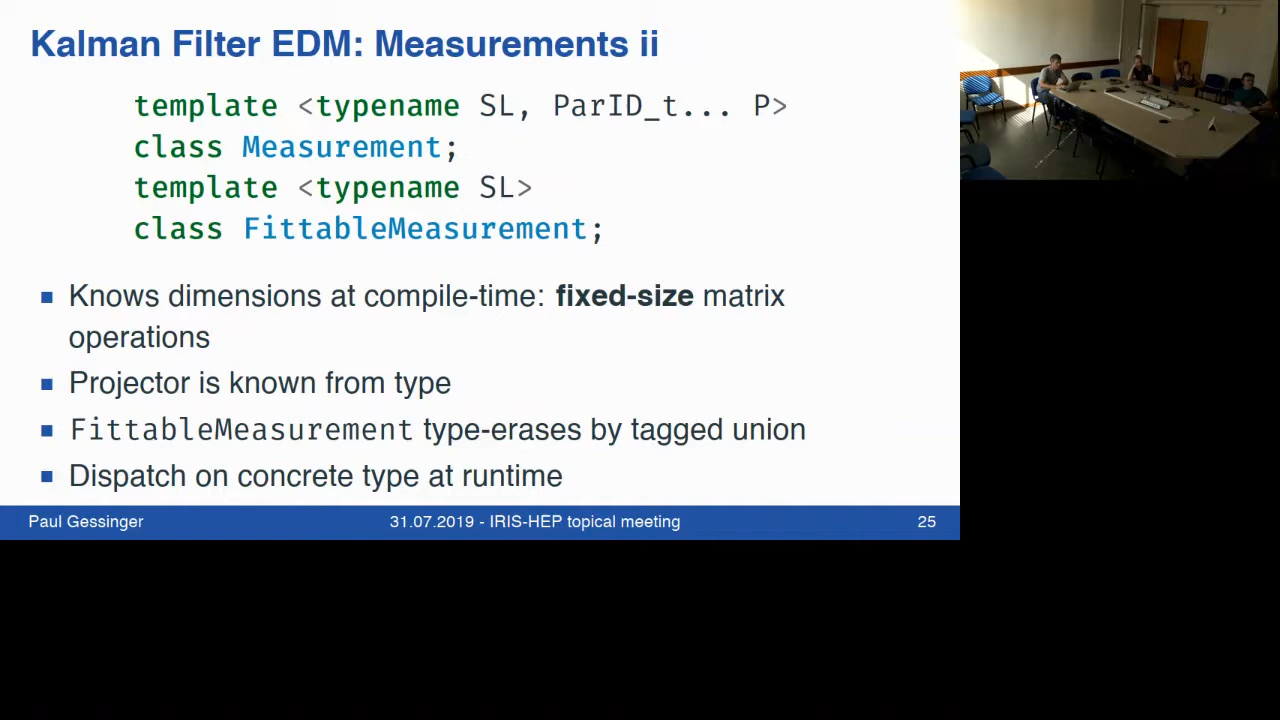 Kalman Filter EDM: Measurements ii
template <typename SL, ParID_t... P>
class Measurement;
template <typename SL>
class FittableMeasurement;
Knows dimensions at compile-time: fixed-size matrix
operations
Projector is known from type
FittableMeasurement type-erases by tagged union
Dispatch on concrete type at runtime
Paul Gessinger
31.07.2019 - IRIS-HEP topical meeting
25